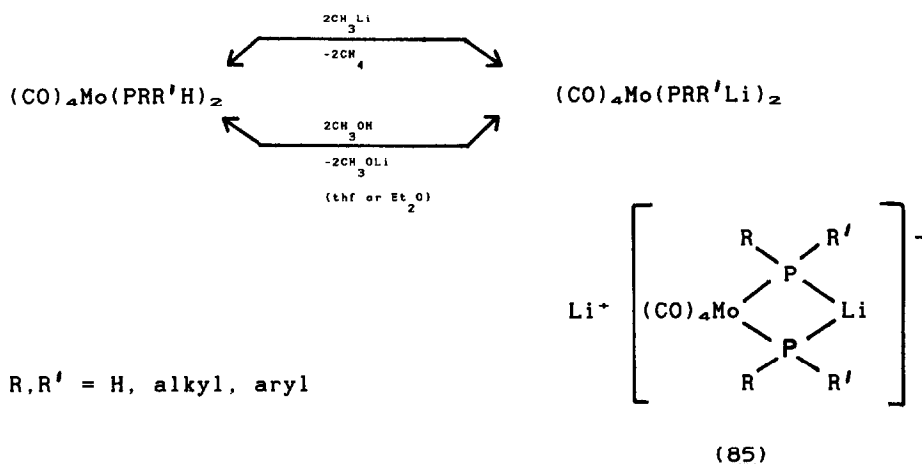 2CH₃Li
-2CH₄
(CO)₄Mo(PRR'H)₂ (CO)₄Mo(PRR'Li)₂
2CH₃OH
-2CH₃OLi
(thf or Et₂O)
R R' -
P
Li⁺ (CO)₄Mo Li
P
R R'
R,R' = H, alkyl, aryl
(85)